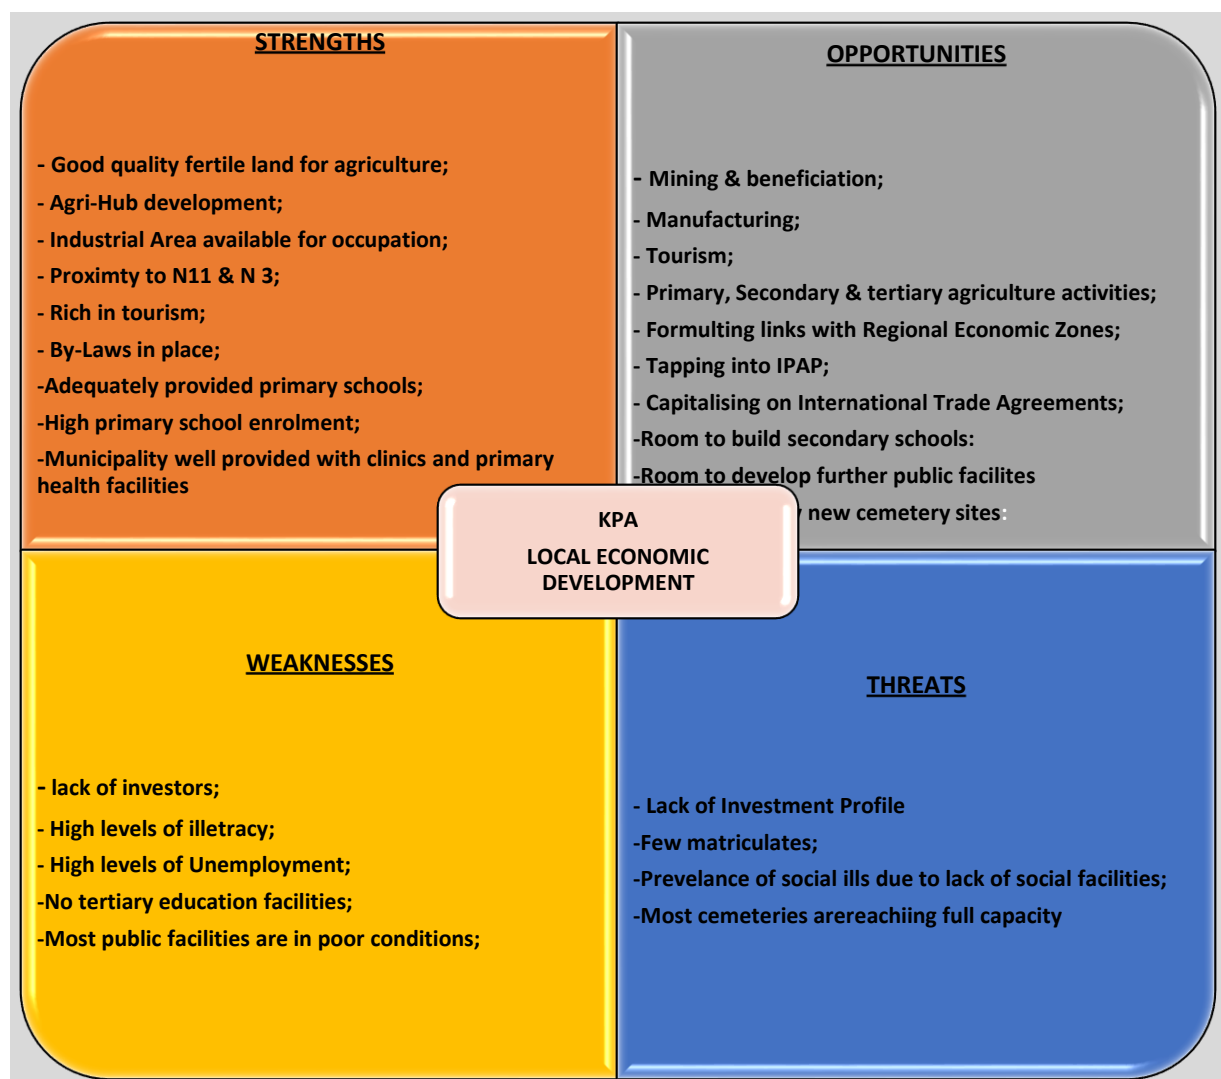 STRENGTHS
- Good quality fertile land for agriculture;
- Agri-Hub development;
- Industrial Area available for occupation;
- Proximty to N11 & N 3;
- Rich in tourism;
- By-Laws in place;
-Adequately provided primary schools;
-High primary school enrolment;
-Municipality well provided with clinics and primary
health facilities
OPPORTUNITIES
- Mining & beneficiation;
- Manufacturing;
- Tourism;
- Primary, Secondary & tertiary agriculture activities;
- Formulting links with Regional Economic Zones;
- Tapping into IPAP;
- Capitalising on International Trade Agreements;
-Room to build secondary schools:
-Room to develop further public facilites
new cemetery sites:
KPA
LOCAL ECONOMIC
DEVELOPMENT
WEAKNESSES
- lack of investors;
- High levels of illetracy;
- High levels of Unemployment;
-No tertiary education facilities;
-Most public facilities are in poor conditions;
THREATS
- Lack of Investment Profile
-Few matriculates;
-Prevelance of social ills due to lack of social facilities;
-Most cemeteries arereachiing full capacity